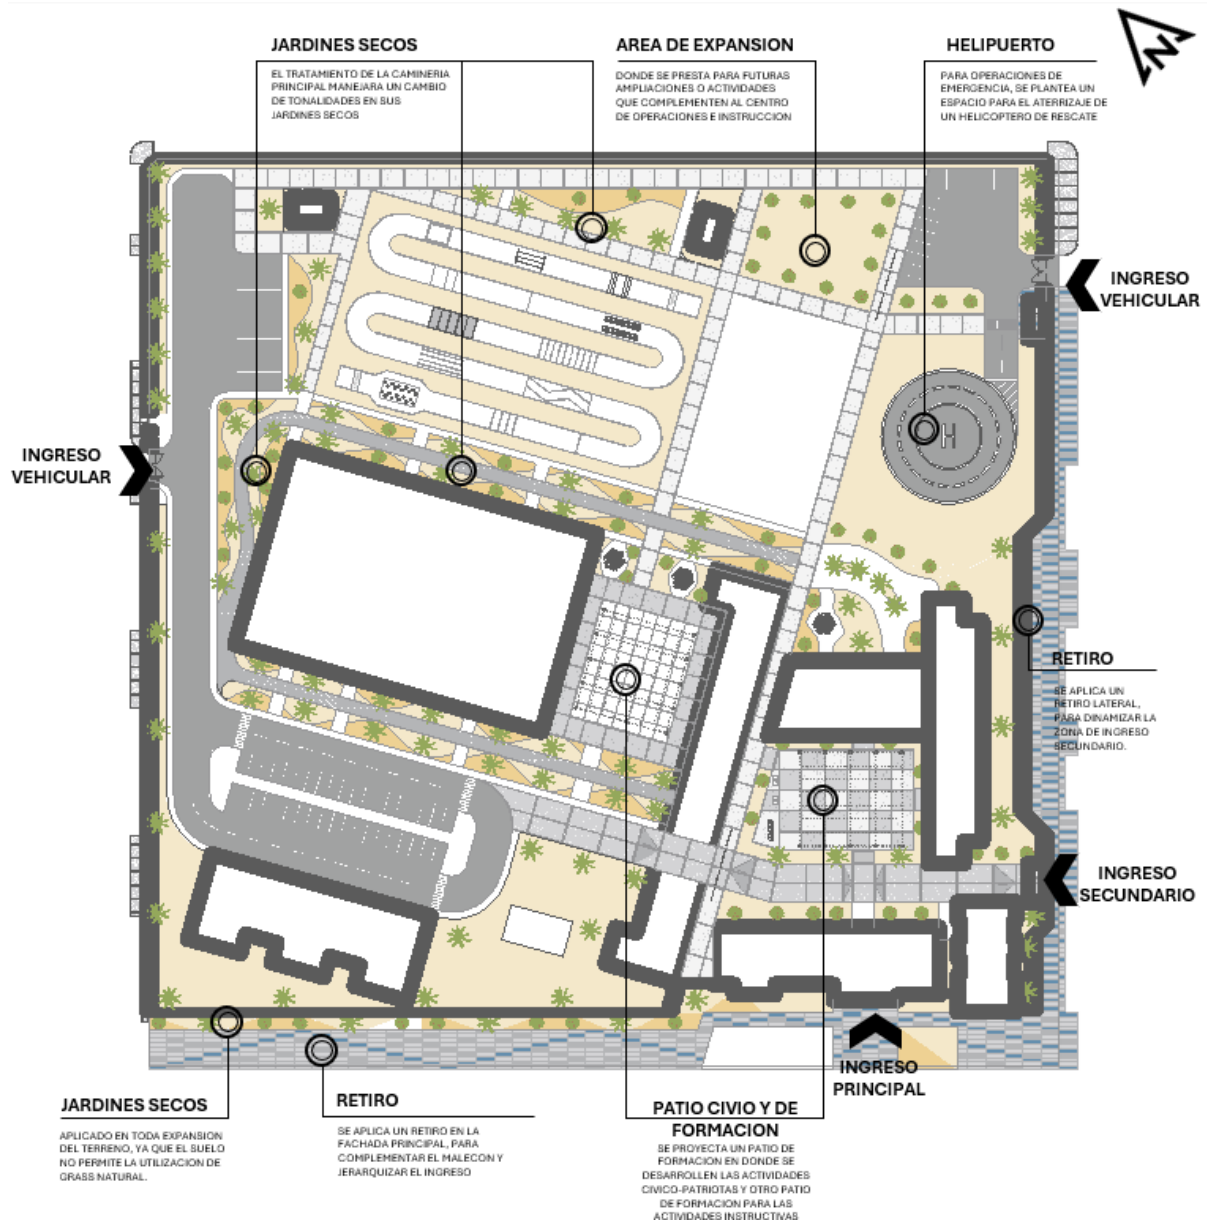 JARDINES SECOS
EL TRATAMIENTO DE LA CAMINERIA
PRINCIPAL MANEJARA UN CAMBIO
DE TONALIDADES EN SUS
JARDINES SECOS
AREA DE EXPANSION
DONDE SE PRESTA PARA FUTURAS
AMPLIACIONES O ACTIVIDADES
QUE COMPLEMENTEN AL CENTRO
DE OPERACIONES E INSTRUCCION
HELIPUERTO
PARA OPERACIONES DE
EMERGENCIA, SE PLANTEA UN
ESPACIO PARA EL ATERRIZAJE DE
UN HELICOPTERO DE RESCATE
N
INGRESO
VEHICULAR
H
INGRESO
VEHICULAR
RETIRO
SE APLICA UN
RETIRO LATERAL,
PARA DINAMIZAR LA
ZONA DE INGRESO
SECUNDARIO.
INGRESO
SECUNDARIO
INGRESO
PRINCIPAL
JARDINES SECOS
APLICADO EN TODA EXPANSION
DEL TERRENO, YA QUE EL SUELO
NO PERMITE LA UTILIZACION DE
GRASS NATURAL.
RETIRO
SE APLICA UN RETIRO EN LA
FACHADA PRINCIPAL, PARA
COMPLEMENTAR EL MALECON Y
JERARQUIZAR EL INGRESO
PATIO CIVIO Y DE
FORMACION
SE PROYECTA UN PATIO DE
FORMACION EN DONDE SE
DESARROLLEN LAS ACTIVIDADES
CIVICO-PATRIOTAS Y OTRO PATIO
DE FORMACION PARA LAS
ACTIVIDADES INSTRUCTIVAS